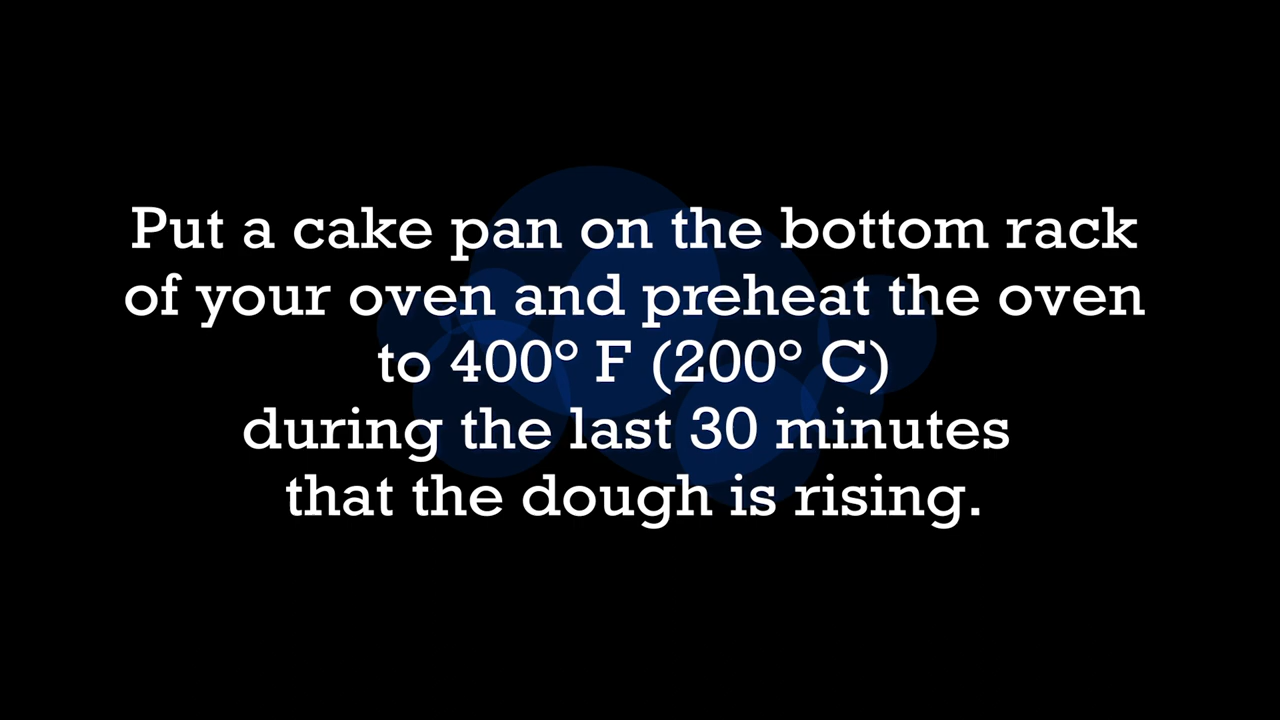 Put a cake pan on the bottom rack
of your oven and preheat the oven
to 400° F (200° C)
during the last 30 minutes
that the dough is rising.